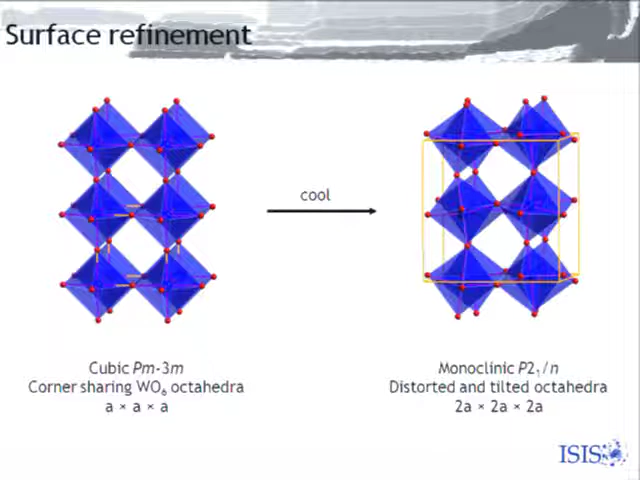 Surface refinement
cool
Cubic Pm-3m
Corner sharing WO₆ octahedra
a × a × a
Monoclinic P2₁/n
Distorted and tilted octahedra
2a × 2a × 2a
ISIS